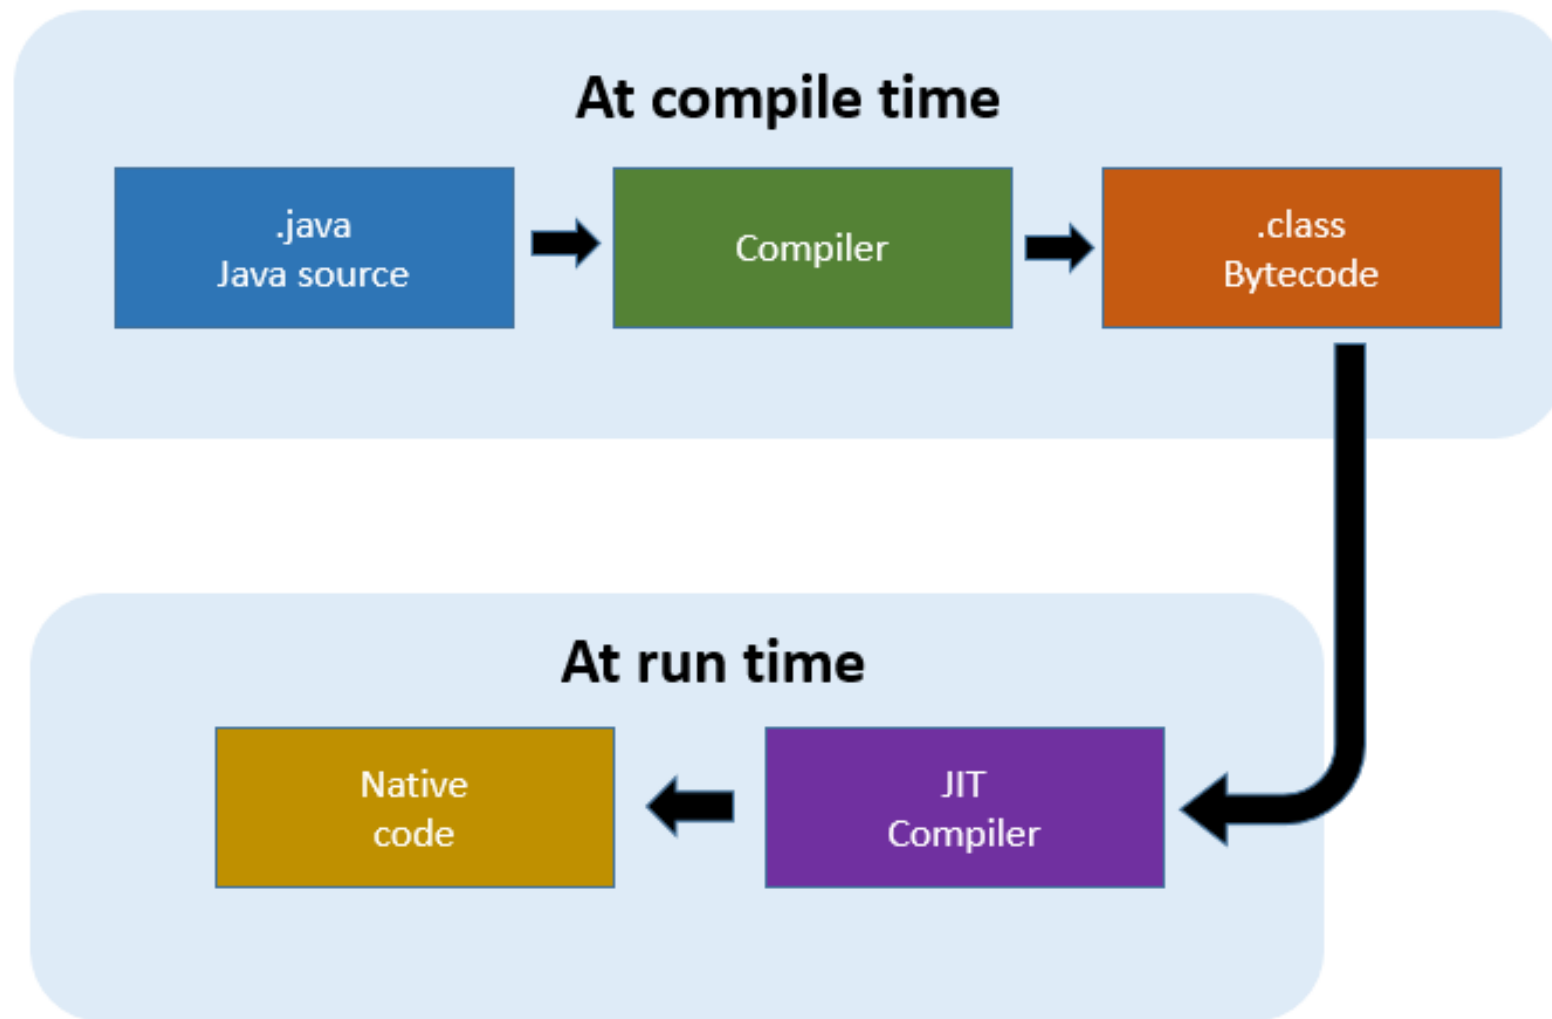 At compile time
.java
Java source
Compiler
.class
Bytecode
At run time
Native
code
JIT
Compiler